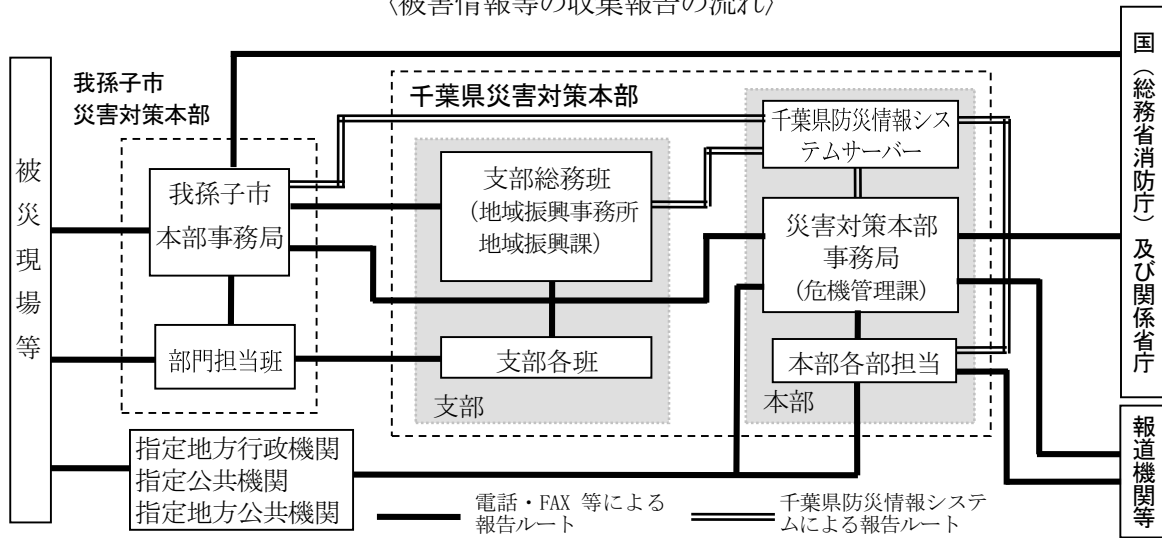 〈被害情報等の収集報告の流れ〉
被災現場等
我孫子市
災害対策本部
我孫子市
本部事務局
部門担当班
指定地方行政機関
指定公共機関
指定地方公共機関
千葉県災害対策本部
支部総務班
（地域振興事務所
地域振興課）
支部各班
支部
千葉県防災情報シス
テムサーバー
災害対策本部
事務局
（危機管理課）
本部各部担当
本部
国（総務省消防庁）及び関係省庁
報道機関等
電話・FAX 等による
報告ルート
千葉県防災情報システ
ムによる報告ルート